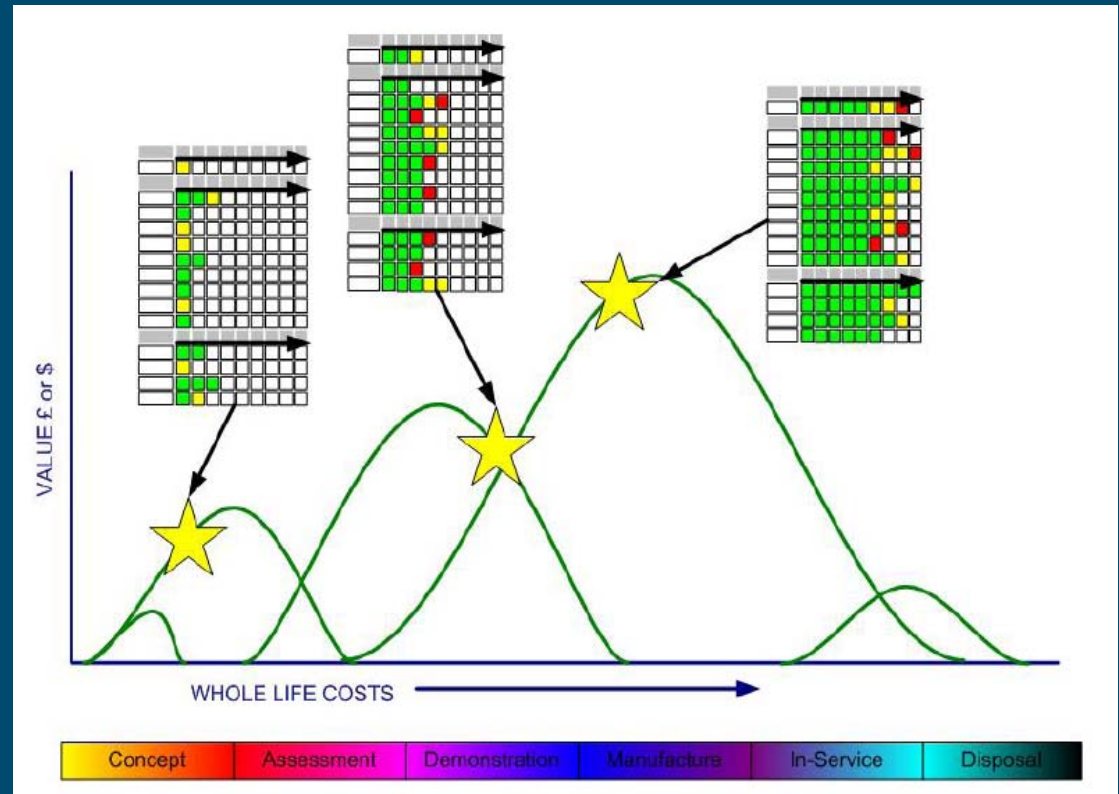 VALUE £ or $
WHOLE LIFE COSTS
Concept
Assessment
Demonstration
Manufacture
In-Service
Disposal